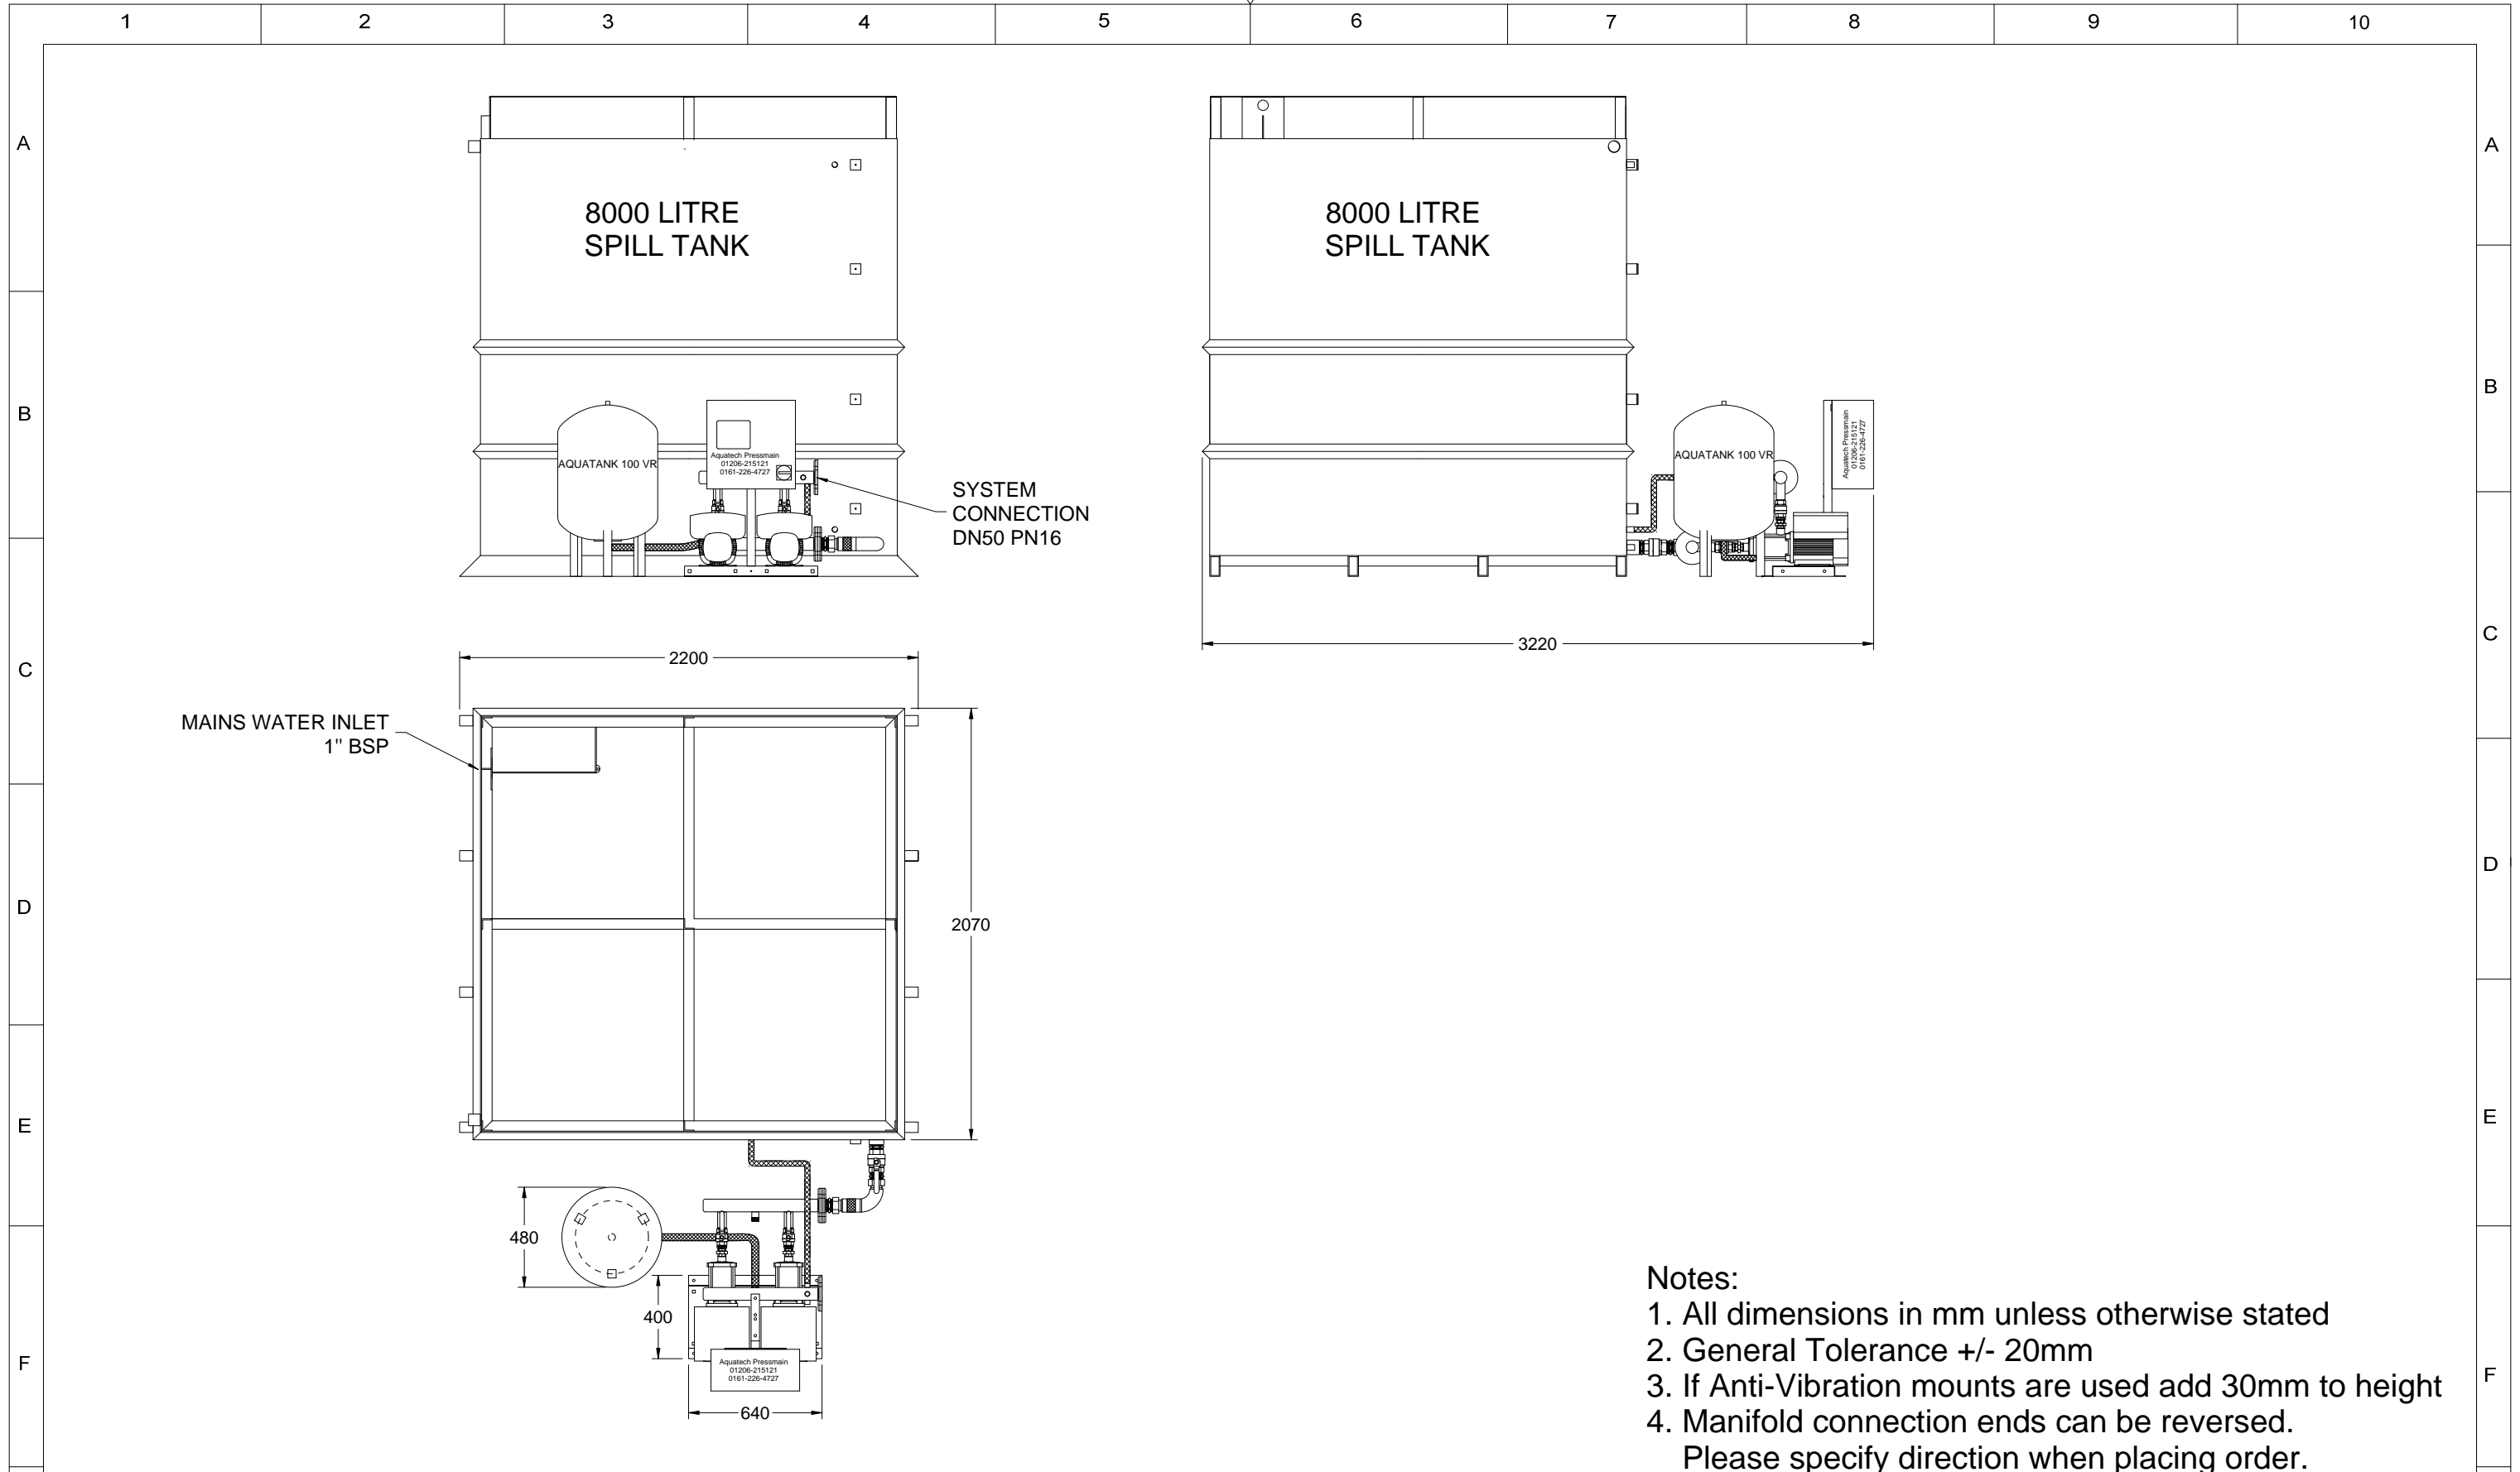 1 2 3 4 5 6 7 8 9 10
A
B
C
D
E
F
A
B
C
D
E
F
8000 LITRE
SPILL TANK
AQUATANK 100 VR
Aquatech Pressmain
01206-215121
0161-226-4727
SYSTEM
CONNECTION
DN50 PN16
8000 LITRE
SPILL TANK
AQUATANK 100 VR
Aquatech Pressmain
01206-215121
0161-226-4727
3220
2200
MAINS WATER INLET
1" BSP
2070
480
400
Aquatech Pressmain
01206-215121
0161-226-4727
640
Notes:
1. All dimensions in mm unless otherwise stated
2. General Tolerance +/- 20mm
3. If Anti-Vibration mounts are used add 30mm to height
4. Manifold connection ends can be reversed.
Please specify direction when placing order.